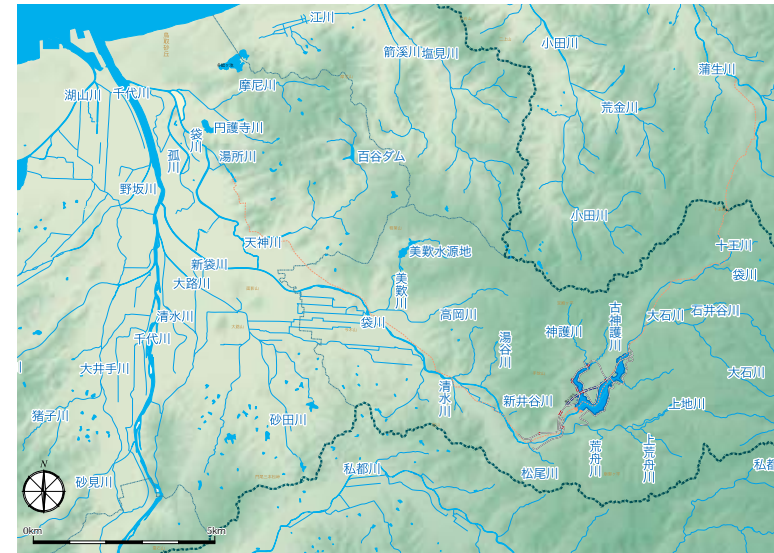 江川
箭溪川
塩見川
小田川
蒲生川
湖山川
千代川
摩尼川
荒金川
円護寺川
袋川
弧川
湯所川
百谷ダム
野坂川
小田川
天神川
美歎水源地
十王川
新袋川
袋川
大路川
美歎川
古神護川
大石川
石井谷川
清水川
袋川
高岡川
神護川
千代川
湯谷川
大井手川
大石川
清水川
新井谷川
上地川
猪子川
砂田川
荒舟川
上荒舟川
私都川
松尾川
私都
砂見川
N
0km
5km